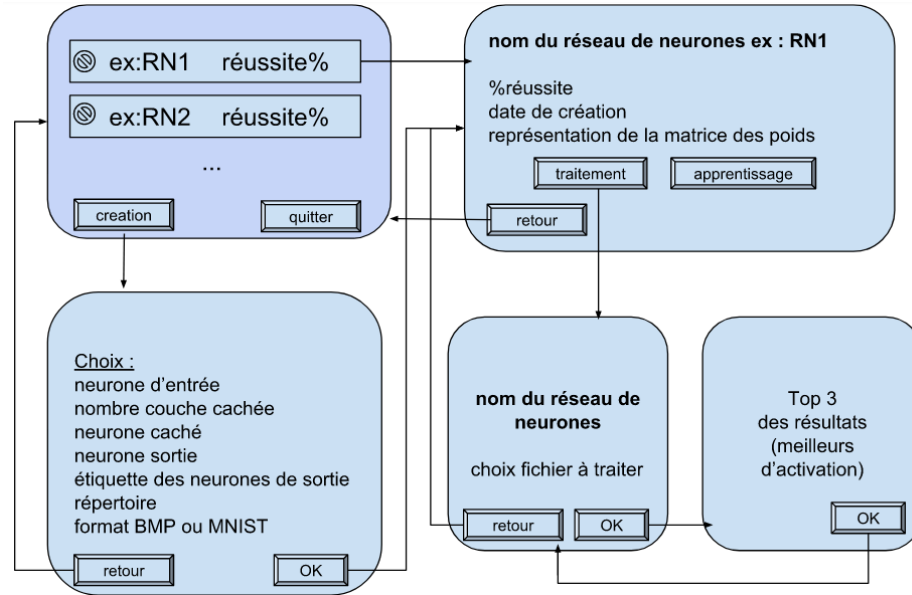 ex:RN1 réussite%
ex:RN2 réussite%
...
creation
quitter
nom du réseau de neurones ex : RN1
%réussite
date de création
représentation de la matrice des poids
traitement
apprentissage
retour
Choix :
neurone d'entrée
nombre couche cachée
neurone caché
neurone sortie
étiquette des neurones de sortie
répertoire
format BMP ou MNIST
retour
OK
nom du réseau de
neurones
choix fichier à traiter
retour
OK
Top 3
des résultats
(meilleurs
d'activation)
OK